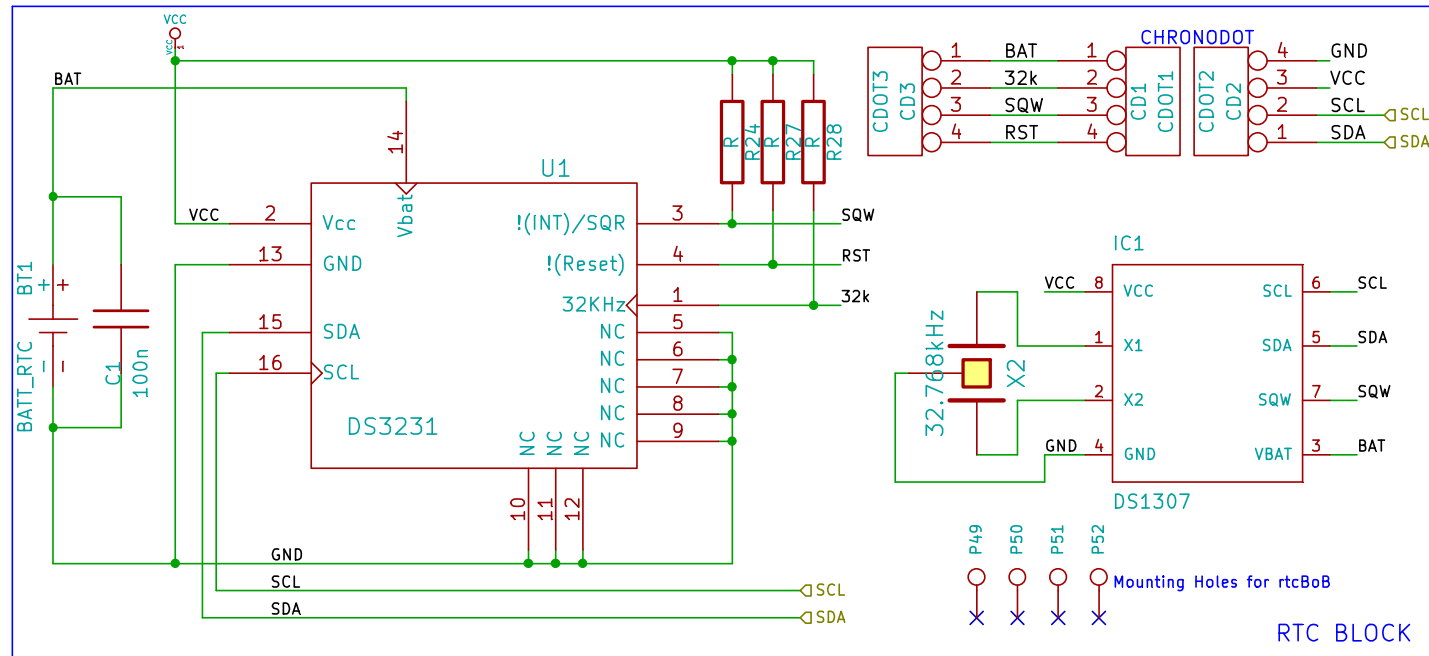 VCC
VCC
1
BAT
14
Vbat
U1
VCC
2
Vcc
13
GND
15
SDA
16
SCL
DS3231
!(INT)/SQR
3
SQW
!(Reset)
4
RST
32KHz
1
32k
NC
5
NC
6
NC
7
NC
8
NC
9
NC
NC
NC
10
11
12
R
R24
R
R27
R
R28
BT1
+ +
- -
BATT_RTC
C1
100n
GND
SCL
SCL
SDA
SDA
CHRONODOT
CDOT3
CD3
1 BAT 1
2 32k 2
3 SQW 3
4 RST 4
CD1
CDOT1
CDOT2
CD2
4 GND
3 VCC
2 SCL
SCL
1 SDA
SDA
IC1
VCC
8
VCC
1
X1
2
X2
GND
4
GND
SCL
6
SCL
SDA
5
SDA
SQW
7
SQW
VBAT
3
BAT
DS1307
32.768kHz
X2
P49
P50
P51
P52
Mounting Holes for rtcBoB
RTC BLOCK